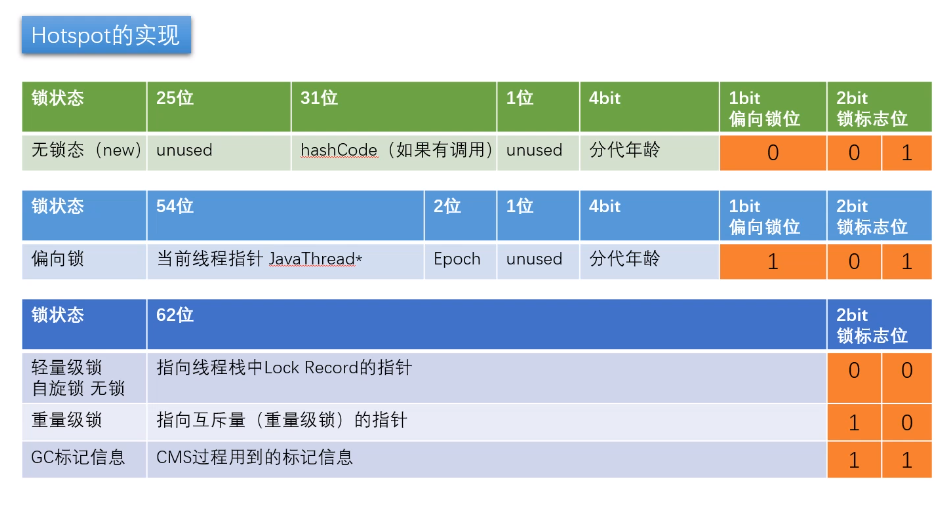 Hotspot的实现
锁状态 25位 31位 1位 4bit 1bit 2bit
偏向锁位 锁标志位
无锁态（new） unused hashCode（如果有调用） unused 分代年龄 0 0 1
锁状态 54位 2位 1位 4bit 1bit 2bit
偏向锁位 锁标志位
偏向锁 当前线程指针 JavaThread* Epoch unused 分代年龄 1 0 1
锁状态 62位 2bit
锁标志位
轻量级锁 指向线程栈中Lock Record的指针 0 0
自旋锁 无锁
重量级锁 指向互斥量（重量级锁）的指针 1 0
GC标记信息 CMS过程用到的标记信息 1 1